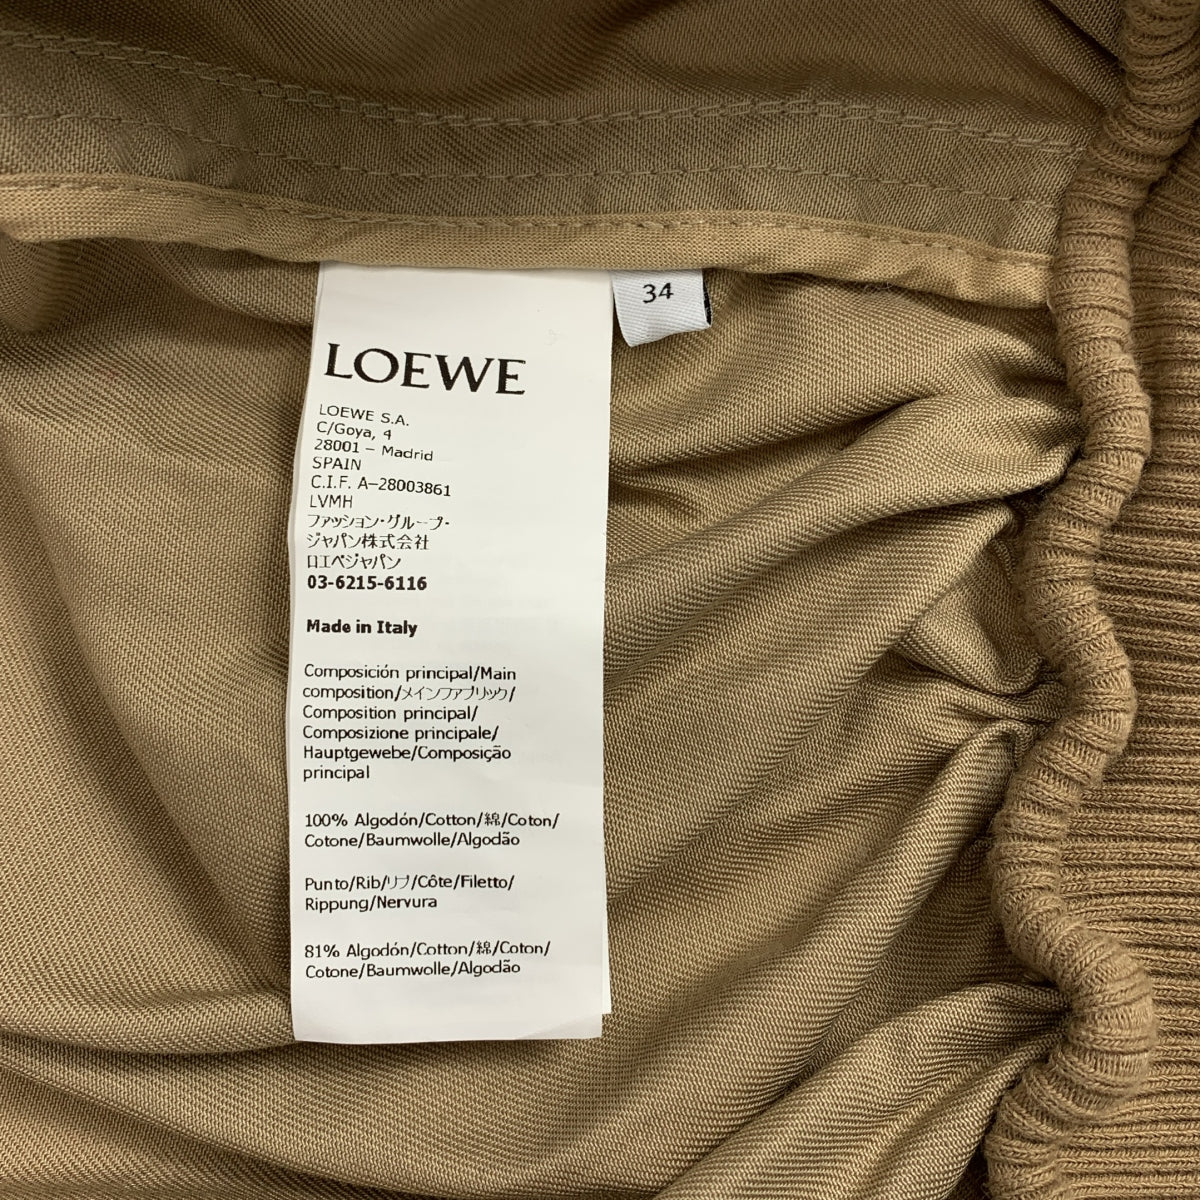 34
LOEWE
LOEWE S.A.
C/Goya, 4
28001 – Madrid
SPAIN
C.I.F. A-28003861
LVMH
ファッション・グループ・
ジャパン株式会社
ロエベジャパン
03-6215-6116
Made in Italy
Composición principal/Main
composition/メインファブリック/
Composition principal/
Composizione principale/
Hauptgewebe/Composição
principal
100% Algodón/Cotton/綿/Coton/
Cotone/Baumwolle/Algodão
Punto/Rib/リブ/Côte/Filetto/
Rippung/Nervura
81% Algodón/Cotton/綿/Coton/
Cotone/Baumwolle/Algodão